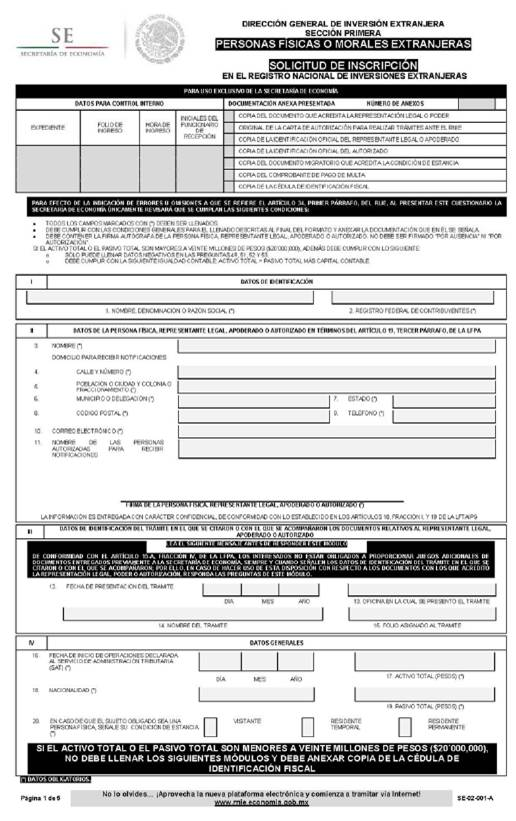 SE
SECRETARÍA DE ECONOMÍA
DIRECCIÓN GENERAL DE INVERSIÓN EXTRANJERA
SECCIÓN PRIMERA
PERSONAS FÍSICAS O MORALES EXTRANJERAS
SOLICITUD DE INSCRIPCIÓN
EN EL REGISTRO NACIONAL DE INVERSIONES EXTRANJERAS
PARA USO EXCLUSIVO DE LA SECRETARÍA DE ECONOMÍA
DATOS PARA CONTROL INTERNO
DOCUMENTACIÓN ANEXA PRESENTADA
NÚMERO DE ANEXOS
EXPEDIENTE
FOLIO DE INGRESO
HORA DE INGRESO
INICIALES DEL FUNCIONARIO DE RECEPCIÓN
COPIA DEL DOCUMENTO QUE ACREDITA LA REPRESENTACIÓN LEGAL O PODER
ORIGINAL DE LA CARTA DE AUTORIZACIÓN PARA REALIZAR TRÁMITES ANTE EL RNIE
COPIA DE LA IDENTIFICACIÓN OFICIAL DEL REPRESENTANTE LEGAL O APODERADO
COPIA DE LA IDENTIFICACIÓN OFICIAL DEL AUTORIZADO
COPIA DEL DOCUMENTO MIGRATORIO QUE ACREDITA LA CONDICIÓN DE ESTANCIA
COPIA DEL COMPROBANTE DE PAGO DE MULTA
COPIA DE LA CÉDULA DE IDENTIFICACIÓN FISCAL
PARA EFECTO DE LA INDICACIÓN DE ERRORES U OMISIONES A QUE SE REFIERE EL ARTÍCULO 34, PRIMER PÁRRAFO, DEL RLIE, AL PRESENTAR ESTE CUESTIONARIO LA
SECRETARÍA DE ECONOMÍA ÚNICAMENTE REVISARÁ QUE SE CUMPLAN LAS SIGUIENTES CONDICIONES:
• TODOS LOS CAMPOS MARCADOS CON (*) DEBEN SER LLENADOS.
• DEBE CUMPLIR CON LAS CONDICIONES GENERALES PARA EL LLENADO DESCRITAS AL FINAL DEL FORMATO Y ANEXAR LA DOCUMENTACIÓN QUE EN ÉL SE SEÑALA.
• DEBE CONTENER LA FIRMA AUTÓGRAFA DE LA PERSONA FÍSICA, REPRESENTANTE LEGAL, APODERADO O AUTORIZADO. NO DEBE SER FIRMADO "POR AUSENCIA" NI "POR
AUTORIZACIÓN".
SI EL ACTIVO TOTAL O EL PASIVO TOTAL SON MAYORES A VEINTE MILLONES DE PESOS ($20'000,000), ADEMÁS DEBE CUMPLIR CON LO SIGUIENTE:
o SOLO PUEDE LLENAR DATOS NEGATIVOS EN LAS PREGUNTAS 49, 51, 52 Y 53.
o DEBE CUMPLIR CON LA SIGUIENTE IGUALDAD CONTABLE: ACTIVO TOTAL = PASIVO TOTAL MÁS CAPITAL CONTABLE.
I DATOS DE IDENTIFICACIÓN
1. NOMBRE, DENOMINACIÓN O RAZÓN SOCIAL (*)
2. REGISTRO FEDERAL DE CONTRIBUYENTES (*)
II DATOS DE LA PERSONA FÍSICA, REPRESENTANTE LEGAL, APODERADO O AUTORIZADO EN TÉRMINOS DEL ARTÍCULO 19, TERCER PÁRRAFO, DE LA LFPA
3. NOMBRE (*)
DOMICILIO PARA RECIBIR NOTIFICACIONES
4. CALLE Y NÚMERO (*)
5. POBLACIÓN O CIUDAD Y COLONIA O FRACCIONAMIENTO (*)
6. MUNICIPIO O DELEGACIÓN (*)
7. ESTADO (*)
8. CÓDIGO POSTAL (*)
9. TELÉFONO (*)
10. CORREO ELECTRÓNICO (*)
11. NOMBRE DE LAS PERSONAS AUTORIZADAS PARA RECIBIR NOTIFICACIONES
FIRMA DE LA PERSONA FÍSICA, REPRESENTANTE LEGAL, APODERADO O AUTORIZADO (*)
LA INFORMACIÓN ES ENTREGADA CON CARÁCTER CONFIDENCIAL, DE CONFORMIDAD CON LO ESTABLECIDO EN LOS ARTÍCULOS 18, FRACCIÓN I, Y 19 DE LA LFTAIPG
III DATOS DE IDENTIFICACIÓN DEL TRÁMITE EN EL QUE SE CITARON O CON EL QUE SE ACOMPAÑARON LOS DOCUMENTOS RELATIVOS AL REPRESENTANTE LEGAL,
APODERADO O AUTORIZADO
LEA EL SIGUIENTE MENSAJE ANTES DE RESPONDER ESTE MÓDULO
DE CONFORMIDAD CON EL ARTÍCULO 15-A, FRACCIÓN IV, DE LA LFPA, LOS INTERESADOS NO ESTÁN OBLIGADOS A PROPORCIONAR JUEGOS ADICIONALES DE
DOCUMENTOS ENTREGADOS PREVIAMENTE A LA SECRETARÍA DE ECONOMÍA, SIEMPRE Y CUANDO SEÑALEN LOS DATOS DE IDENTIFICACIÓN DEL TRÁMITE EN EL QUE SE
CITARON O CON EL QUE SE ACOMPAÑARON; POR ELLO, EN CASO DE HACER USO DE ESTA DISPOSICIÓN CON RESPECTO A LOS DOCUMENTOS CON LOS QUE ACREDITÓ
LA REPRESENTACIÓN LEGAL, PODER O AUTORIZACIÓN, RESPONDA LAS PREGUNTAS DE ESTE MÓDULO.
12. FECHA DE PRESENTACIÓN DEL TRÁMITE
DÍA MES AÑO
13. OFICINA EN LA CUAL SE PRESENTÓ EL TRÁMITE
14. NOMBRE DEL TRÁMITE
15. FOLIO ASIGNADO AL TRÁMITE
IV DATOS GENERALES
16. FECHA DE INICIO DE OPERACIONES DECLARADA AL SERVICIO DE ADMINISTRACIÓN TRIBUTARIA (SAT) (*)
DÍA MES AÑO
17. ACTIVO TOTAL (PESOS) (*)
18. NACIONALIDAD (*)
19. PASIVO TOTAL (PESOS) (*)
20. EN CASO DE QUE EL SUJETO OBLIGADO SEA UNA PERSONA FÍSICA, SEÑALE SU CONDICIÓN DE ESTANCIA (*)
VISITANTE
RESIDENTE TEMPORAL
RESIDENTE PERMANENTE
SI EL ACTIVO TOTAL O EL PASIVO TOTAL SON MENORES A VEINTE MILLONES DE PESOS ($20'000,000),
NO DEBE LLENAR LOS SIGUIENTES MÓDULOS Y DEBE ANEXAR COPIA DE LA CÉDULA DE
IDENTIFICACIÓN FISCAL
(*) DATOS OBLIGATORIOS.
Página 1 de 5
No lo olvides... ¡Aprovecha la nueva plataforma electrónica y comienza a tramitar vía Internet!
www.rnie.economia.gob.mx
SE-02-001-A